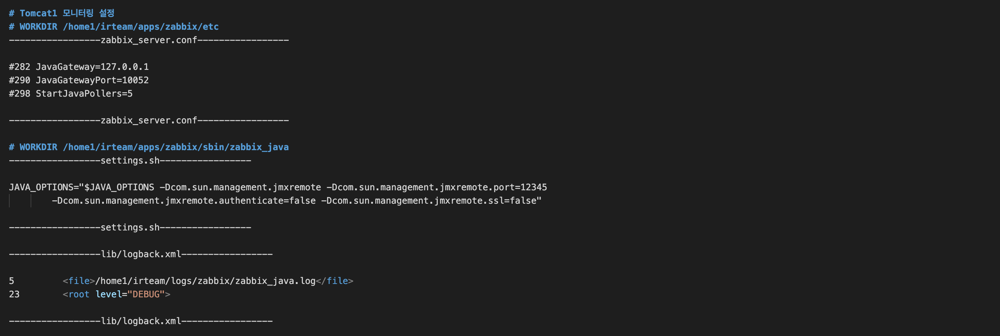 # Tomcat1 모니터링 설정
# WORKDIR /home1/irteam/apps/zabbix/etc
-----------------zabbix_server.conf-----------------
#282 JavaGateway=127.0.0.1
#290 JavaGatewayPort=10052
#298 StartJavaPollers=5
-----------------zabbix_server.conf-----------------
# WORKDIR /home1/irteam/apps/zabbix/sbin/zabbix_java
-----------------settings.sh-----------------
JAVA_OPTIONS="$JAVA_OPTIONS -Dcom.sun.management.jmxremote -Dcom.sun.management.jmxremote.port=12345
        -Dcom.sun.management.jmxremote.authenticate=false -Dcom.sun.management.jmxremote.ssl=false"
-----------------settings.sh-----------------
-----------------lib/logback.xml-----------------
5         <file>/home1/irteam/logs/zabbix/zabbix_java.log</file>
23        <root level="DEBUG">
-----------------lib/logback.xml-----------------